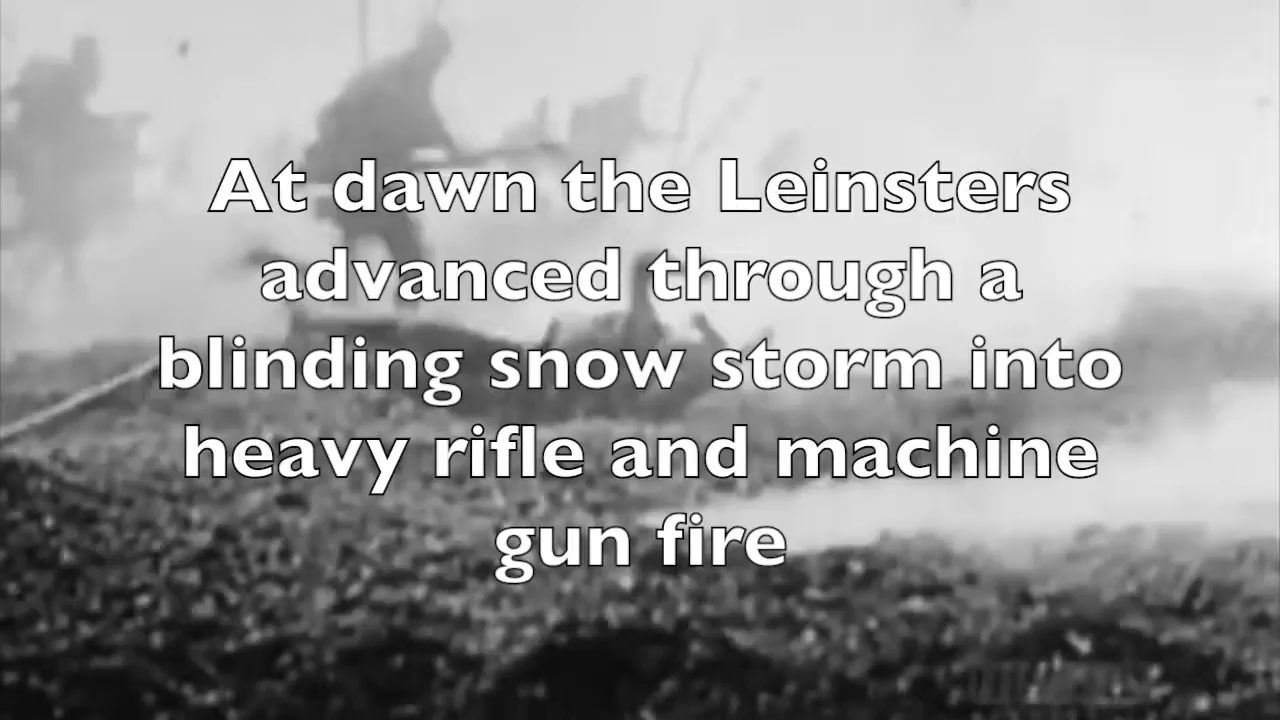 At dawn the Leinsters
advanced through a
blinding snow storm into
heavy rifle and machine
gun fire